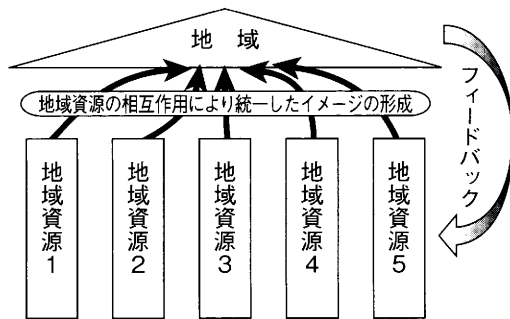 地 域
地域資源の相互作用により統一したイメージの形成
フィードバック
地域資源1
地域資源2
地域資源3
地域資源4
地域資源5